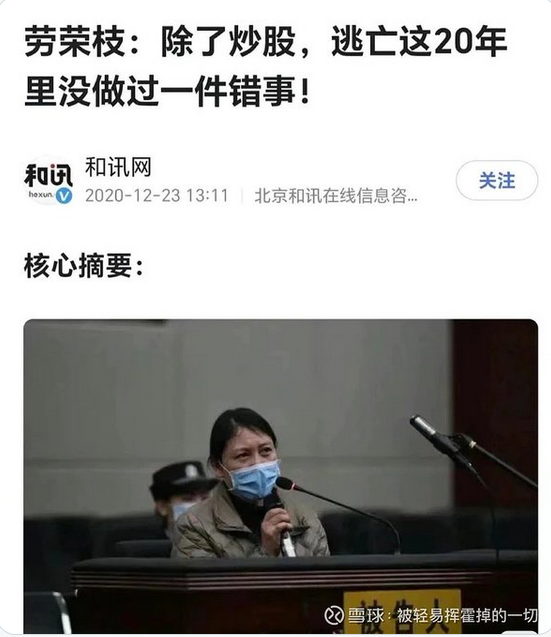 劳荣枝：除了炒股，逃亡这20年
里没做过一件错事！
和讯
hexun.
V
和讯网
2020-12-23 13:11
北京和讯在线信息咨...
关注
核心摘要：
被告人
雪球：被轻易挥霍掉的一切